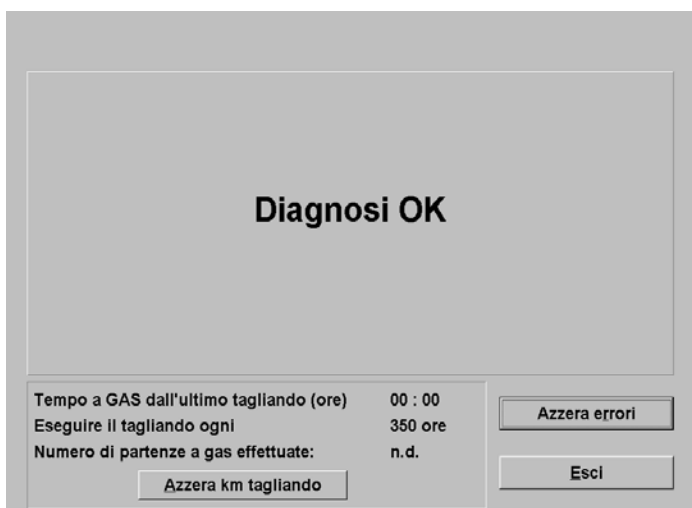 Diagnosi OK
Tempo a GAS dall'ultimo tagliando (ore) 00 : 00
Eseguire il tagliando ogni 350 ore
Numero di partenze a gas effettuate: n.d.
Azzera km tagliando
Azzera errori
Esci